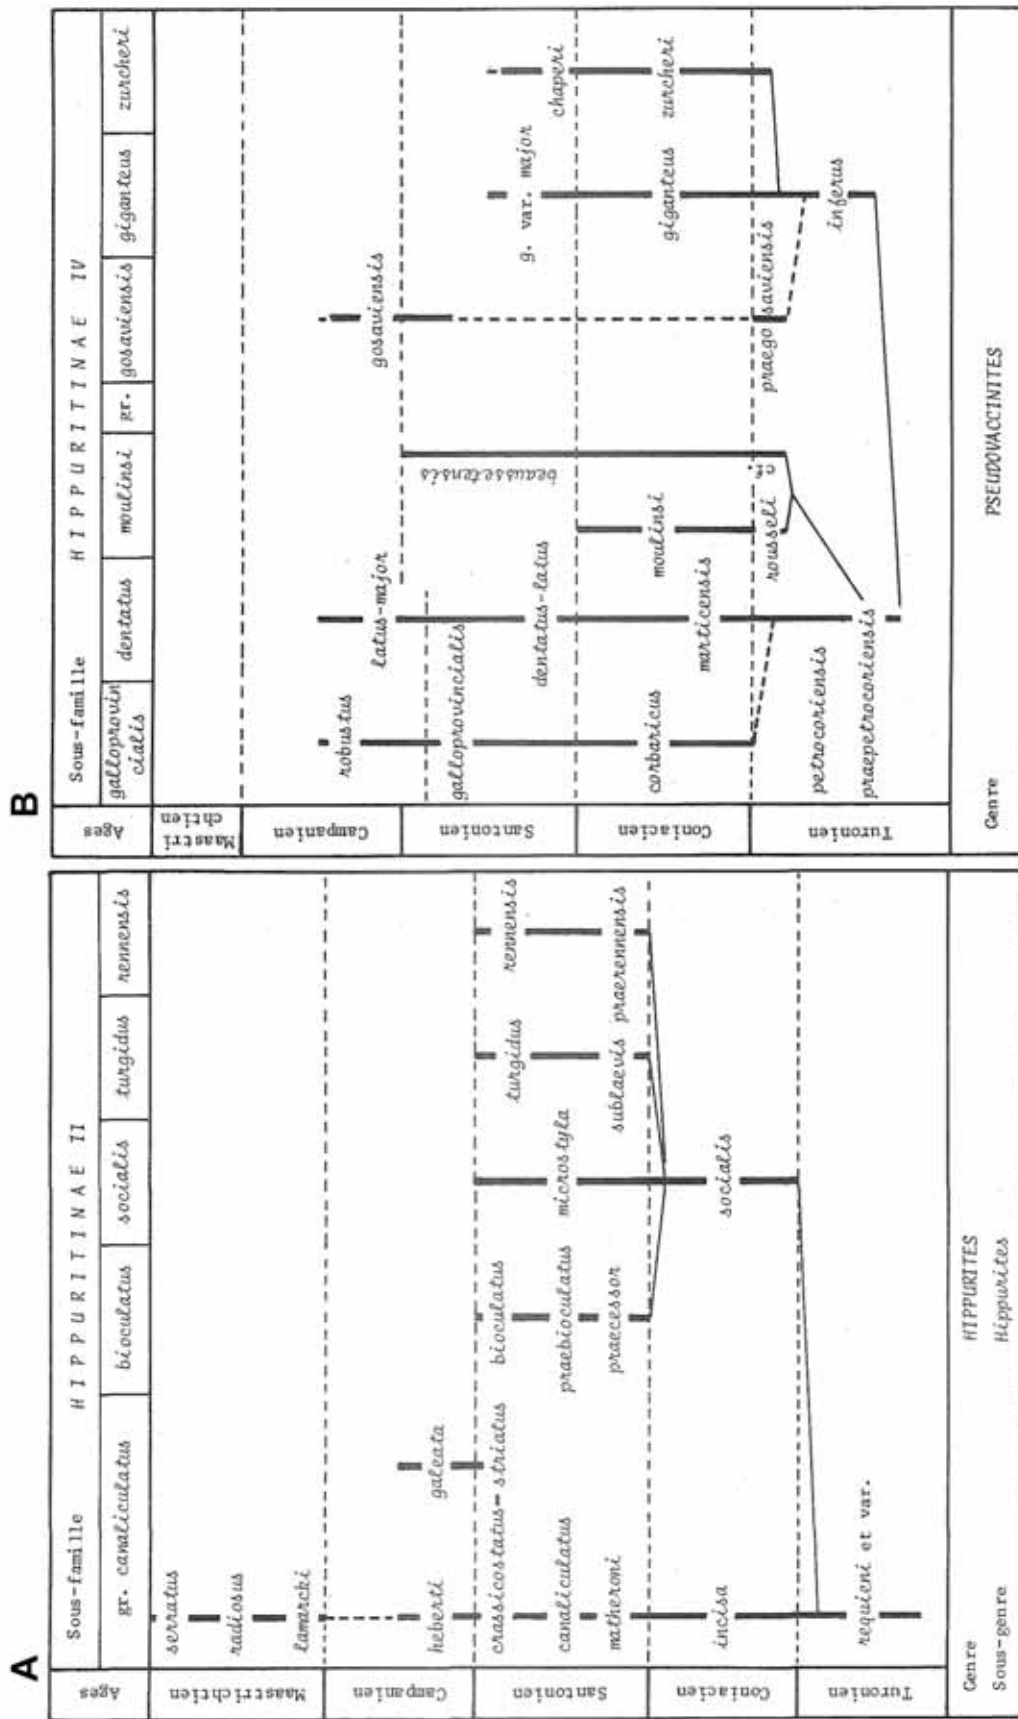 A
Ages
Sous-famille HIPPURITINAE II
gr. canaliculatus
bioculatus
socialis
turgidus
rennensis
Maastrichtien
serratus
radiosus
lamarcki
Campanien
heberti
galeata
Santonien
crassicostatus-striatus
bioculatus
turgidus
rennensis
canaliculatus
praebioculatus
microstyla
matheroni
praecessor
sublaevis
praerennensis
Coniacien
incisa
socialis
Turonien
requieni et var.
Genre
HIPPURITES
Sous-genre
Hippurites
B
Ages
Sous-famille HIPPURITINAE IV
galloprovin
cialis
dentatus
moulinsi
gr.
gosaviensis
giganteus
zurcheri
Maastri
chtien
Campanien
robustus
latus-major
gosaviensis
Santonien
galloprovincialis
dentatus-latus
beaussetensis
g. var. major
chaperi
Coniacien
corbaricus
marticensis
moulinsi
giganteus
zurcheri
Turonien
petrocoriensis
praepetrocoriensis
rousseli
cf.
praegosaviensis
inferus
Genre
PSEUDOVACCINITES